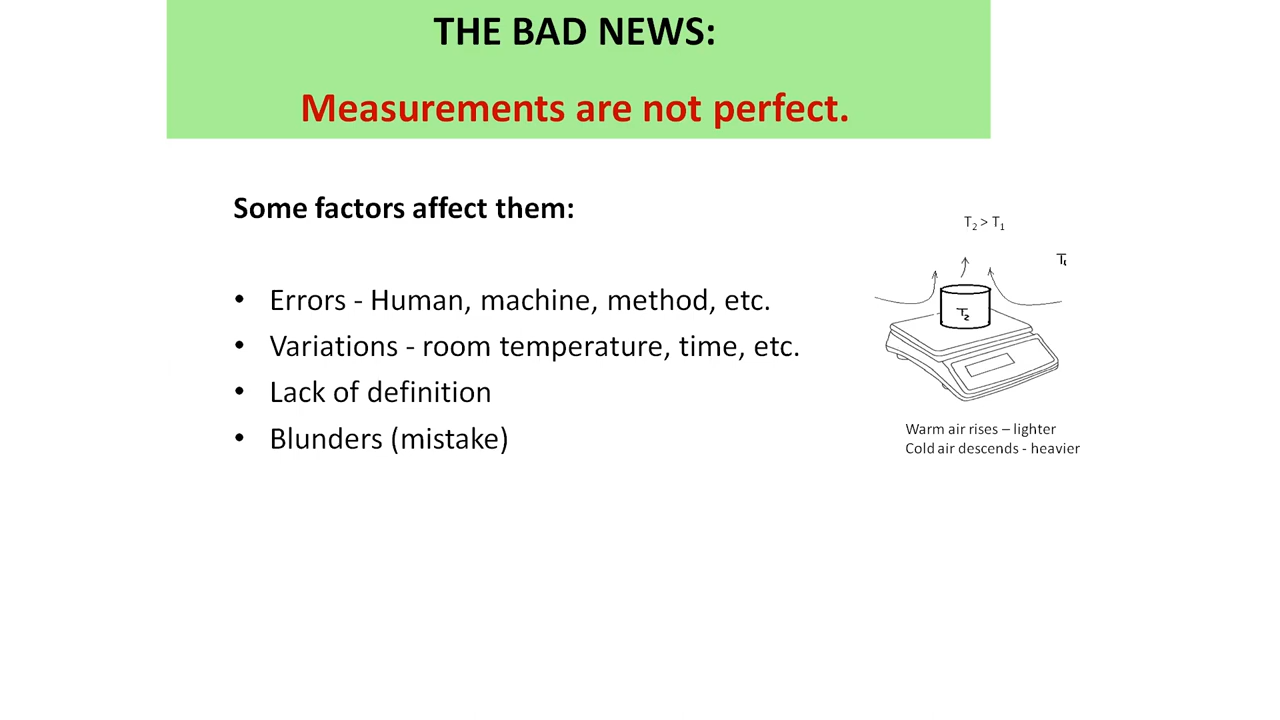 THE BAD NEWS:
Measurements are not perfect.
Some factors affect them:
• Errors - Human, machine, method, etc.
• Variations - room temperature, time, etc.
• Lack of definition
• Blunders (mistake)
T₂ > T₁
T₁
T₂
Warm air rises – lighter
Cold air descends - heavier